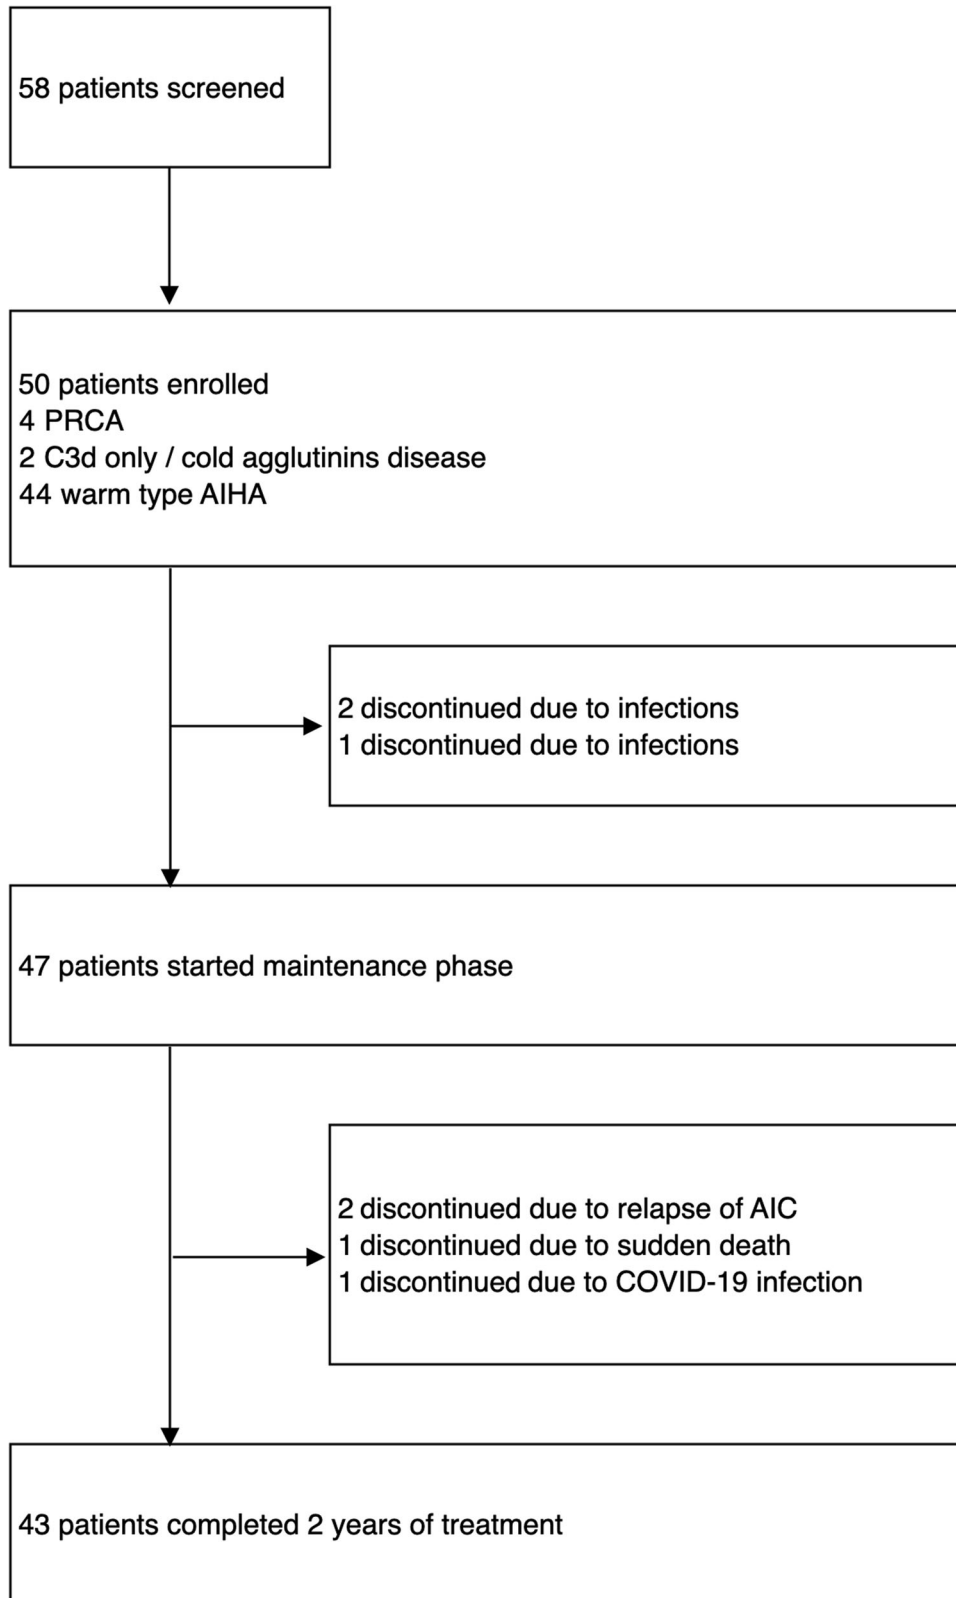 58 patients screened
50 patients enrolled
4 PRCA
2 C3d only / cold agglutinins disease
44 warm type AIHA
2 discontinued due to infections
1 discontinued due to infections
47 patients started maintenance phase
2 discontinued due to relapse of AIC
1 discontinued due to sudden death
1 discontinued due to COVID-19 infection
43 patients completed 2 years of treatment